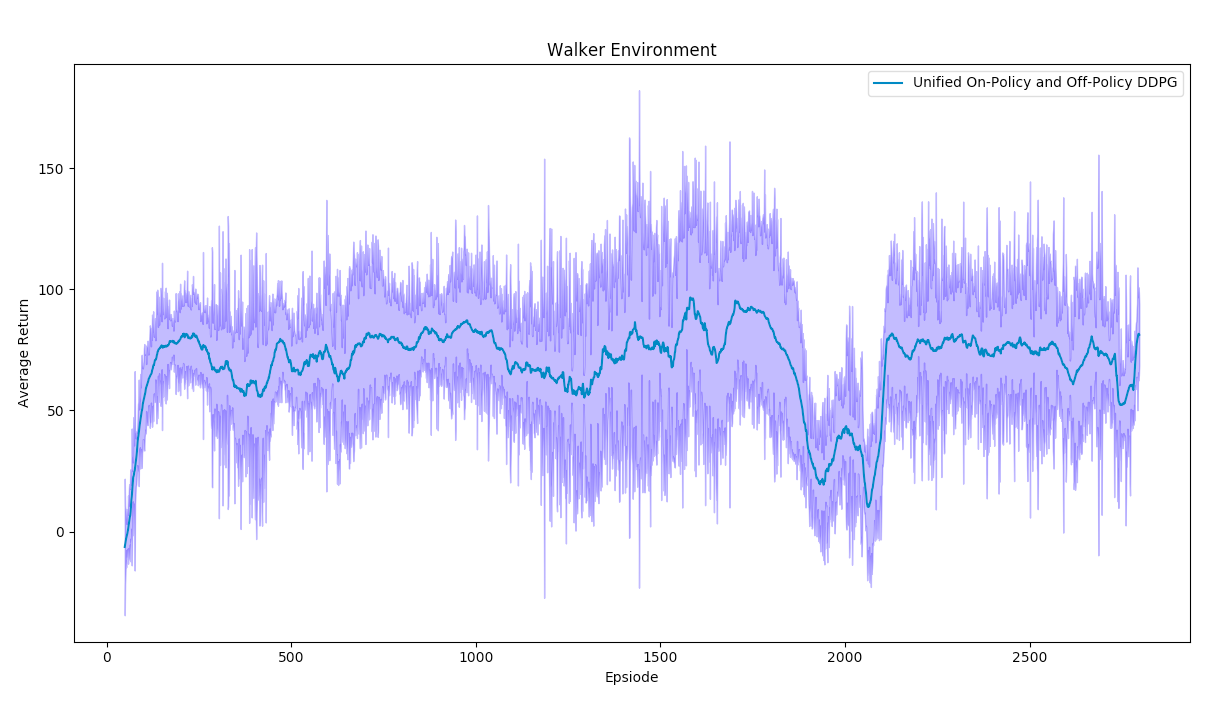 Walker Environment
Unified On-Policy and Off-Policy DDPG
150
100
50
0
Average Return
0 500 1000 1500 2000 2500
Epsiode